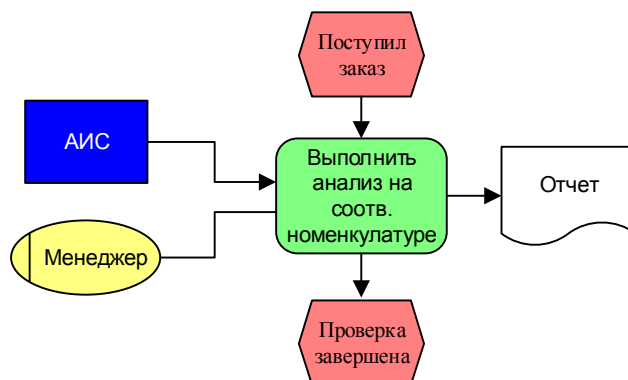 Поступил
заказ
АИС
Выполнить
анализ на
соотв.
номенкулатуре
Отчет
Менеджер
Проверка
завершена